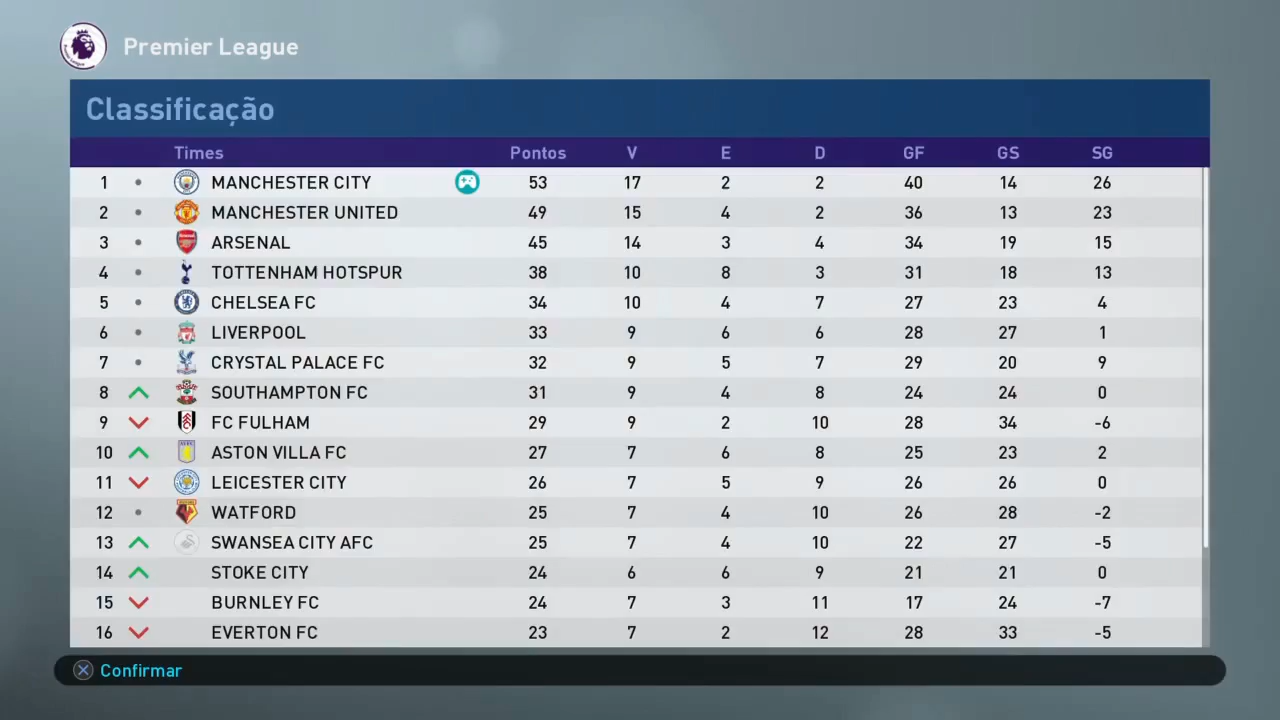 Premier League
Classificação
Times Pontos V E D GF GS SG
1 MANCHESTER CITY 53 17 2 2 40 14 26
2 MANCHESTER UNITED 49 15 4 2 36 13 23
3 ARSENAL 45 14 3 4 34 19 15
4 TOTTENHAM HOTSPUR 38 10 8 3 31 18 13
5 CHELSEA FC 34 10 4 7 27 23 4
6 LIVERPOOL 33 9 6 6 28 27 1
7 CRYSTAL PALACE FC 32 9 5 7 29 20 9
8 SOUTHAMPTON FC 31 9 4 8 24 24 0
9 FC FULHAM 29 9 2 10 28 34 -6
10 ASTON VILLA FC 27 7 6 8 25 23 2
11 LEICESTER CITY 26 7 5 9 26 26 0
12 WATFORD 25 7 4 10 26 28 -2
13 SWANSEA CITY AFC 25 7 4 10 22 27 -5
14 STOKE CITY 24 6 6 9 21 21 0
15 BURNLEY FC 24 7 3 11 17 24 -7
16 EVERTON FC 23 7 2 12 28 33 -5
Confirmar